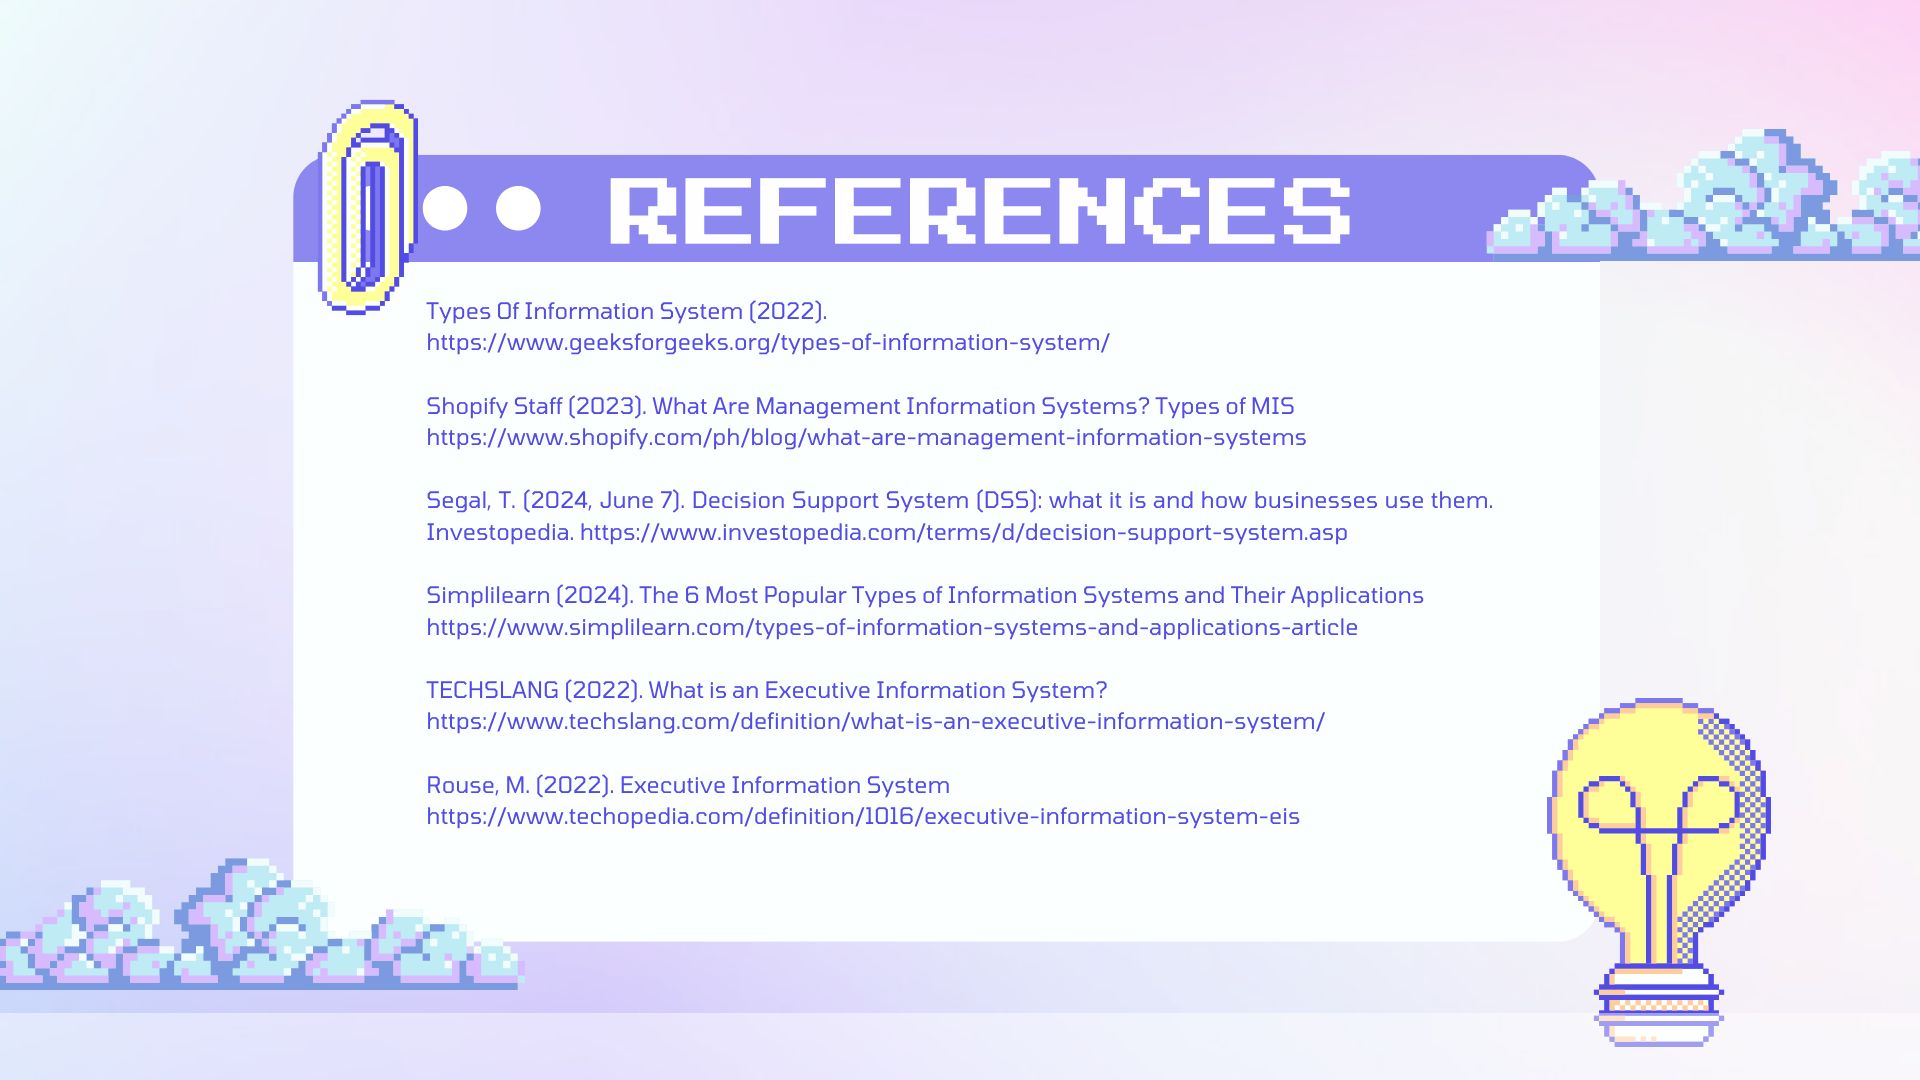 REFERENCES
Types Of Information System (2022).
https://www.geeksforgeeks.org/types-of-information-system/
Shopify Staff (2023). What Are Management Information Systems? Types of MIS
https://www.shopify.com/ph/blog/what-are-management-information-systems
Segal, T. (2024, June 7). Decision Support System (DSS): what it is and how businesses use them.
Investopedia. https://www.investopedia.com/terms/d/decision-support-system.asp
Simplilearn (2024). The 6 Most Popular Types of Information Systems and Their Applications
https://www.simplilearn.com/types-of-information-systems-and-applications-article
TECHSLANG (2022). What is an Executive Information System?
https://www.techslang.com/definition/what-is-an-executive-information-system/
Rouse, M. (2022). Executive Information System
https://www.techopedia.com/definition/1016/executive-information-system-eis